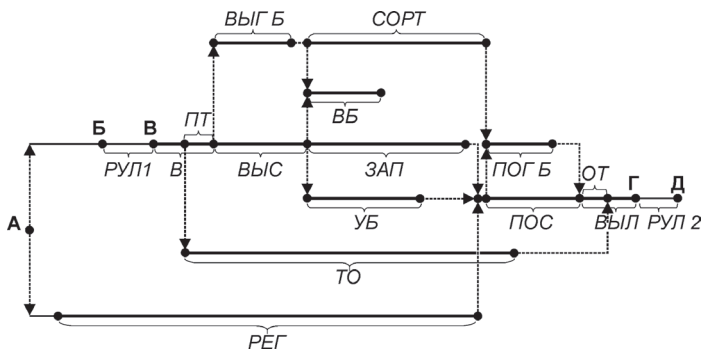 ВЫГ Б СОРТ
ВБ
Б В ПТ
РУЛ1 В ВЫС ЗАП ПОГ Б
ОТ Г Д
А УБ ПОС ВЫЛ РУЛ 2
ТО
РЕГ